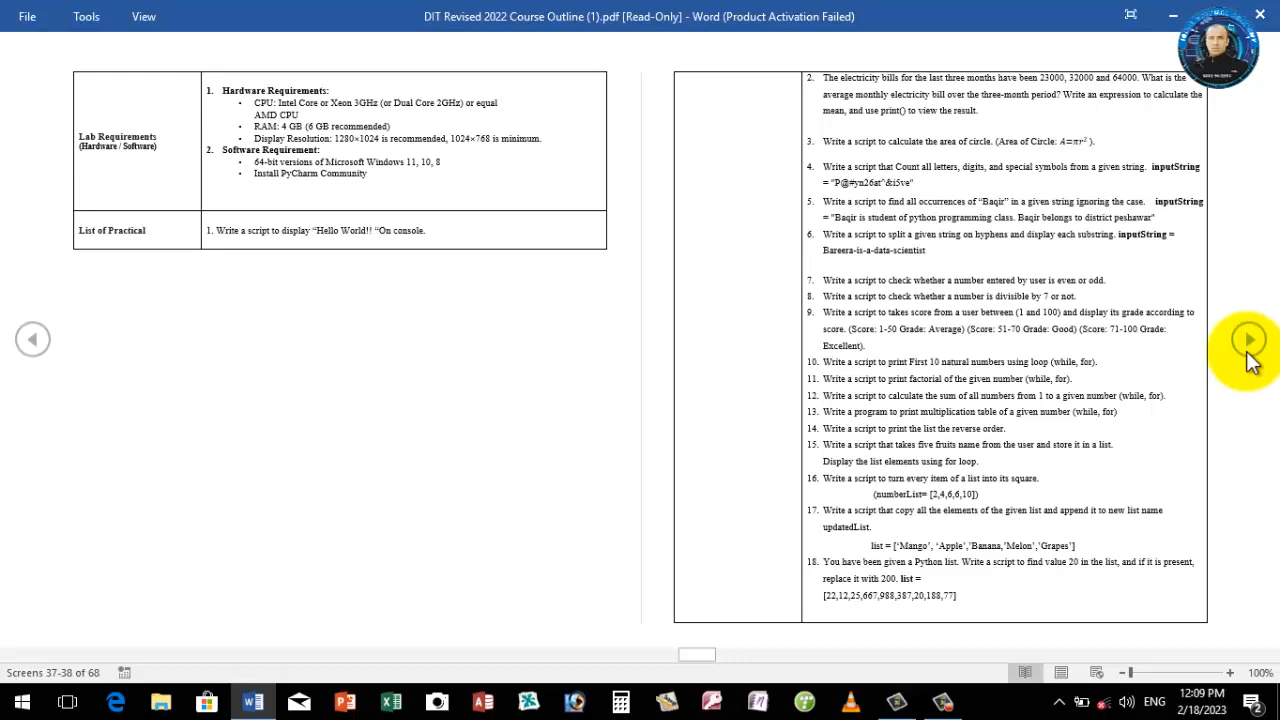 File Tools View DIT Revised 2022 Course Outline (1).pdf [Read-Only] - Word (Product Activation Failed)
Lab Requirements
(Hardware / Software)
1. Hardware Requirements:
• CPU: Intel Core or Xeon 3GHz (or Dual Core 2GHz) or equal
AMD CPU
• RAM: 4 GB (6 GB recommended)
• Display Resolution: 1280×1024 is recommended, 1024×768 is minimum.
2. Software Requirement:
• 64-bit versions of Microsoft Windows 11, 10, 8
• Install PyCharm Community
List of Practical
1. Write a script to display “Hello World!! “On console.
2. The electricity bills for the last three months have been 23000, 32000 and 64000. What is the
average monthly electricity bill over the three-month period? Write an expression to calculate the
mean, and use print() to view the result.
3. Write a script to calculate the area of circle. (Area of Circle: A=πr² ).
4. Write a script that Count all letters, digits, and special symbols from a given string. inputString
= "P@#yn26at^&i5ve"
5. Write a script to find all occurrences of “Baqir” in a given string ignoring the case. inputString
= "Baqir is student of python programming class. Baqir belongs to district peshawar"
6. Write a script to split a given string on hyphens and display each substring. inputString =
Bareera-is-a-data-scientist
7. Write a script to check whether a number entered by user is even or odd.
8. Write a script to check whether a number is divisible by 7 or not.
9. Write a script to takes score from a user between (1 and 100) and display its grade according to
score. (Score: 1-50 Grade: Average) (Score: 51-70 Grade: Good) (Score: 71-100 Grade:
Excellent).
10. Write a script to print First 10 natural numbers using loop (while, for).
11. Write a script to print factorial of the given number (while, for).
12. Write a script to calculate the sum of all numbers from 1 to a given number (while, for).
13. Write a program to print multiplication table of a given number (while, for)
14. Write a script to print the list the reverse order.
15. Write a script that takes five fruits name from the user and store it in a list.
Display the list elements using for loop.
16. Write a script to turn every item of a list into its square.
(numberList= [2,4,6,6,10])
17. Write a script that copy all the elements of the given list and append it to new list name
updatedList.
list = [‘Mango’, ‘Apple’,’Banana,’Melon’,’Grapes’]
18. You have been given a Python list. Write a script to find value 20 in the list, and if it is present,
replace it with 200. list =
[22,12,25,667,988,387,20,188,77]
Screens 37-38 of 68
100%
ENG
12:09 PM
2/18/2023
2